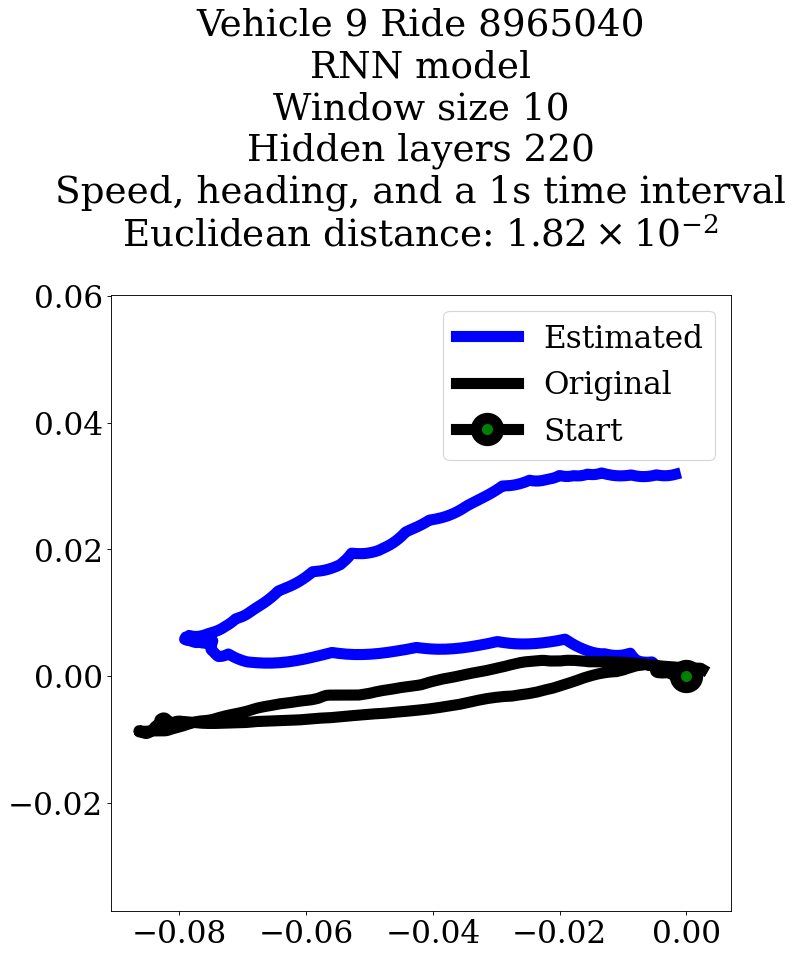 Vehicle 9 Ride 8965040
RNN model
Window size 10
Hidden layers 220
Speed, heading, and a 1s time interval
Euclidean distance: 1.82 × 10⁻²
0.06
Estimated
Original
Start
0.04
0.02
0.00
−0.02
−0.08 −0.06 −0.04 −0.02 0.00